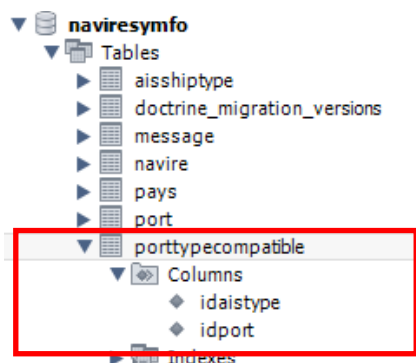 naviresymfo
Tables
aisshiptype
doctrine_migration_versions
message
navire
pays
port
porttypecompatible
Columns
idaistype
idport
Indexes